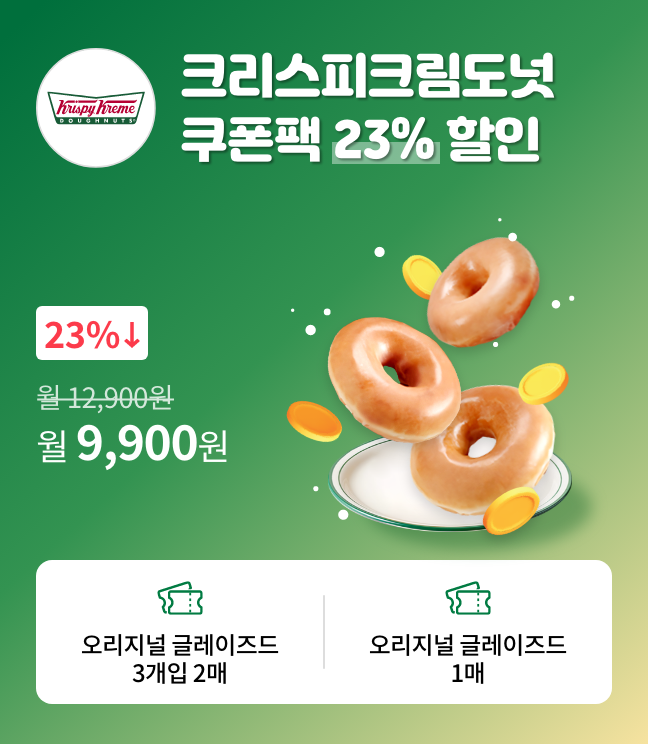 Krispy Kreme
DOUGHNUTS
크리스피크림도넛
쿠폰팩 23% 할인
23%↓
월 12,900원
월 9,900원
오리지널 글레이즈드
3개입 2매
오리지널 글레이즈드
1매